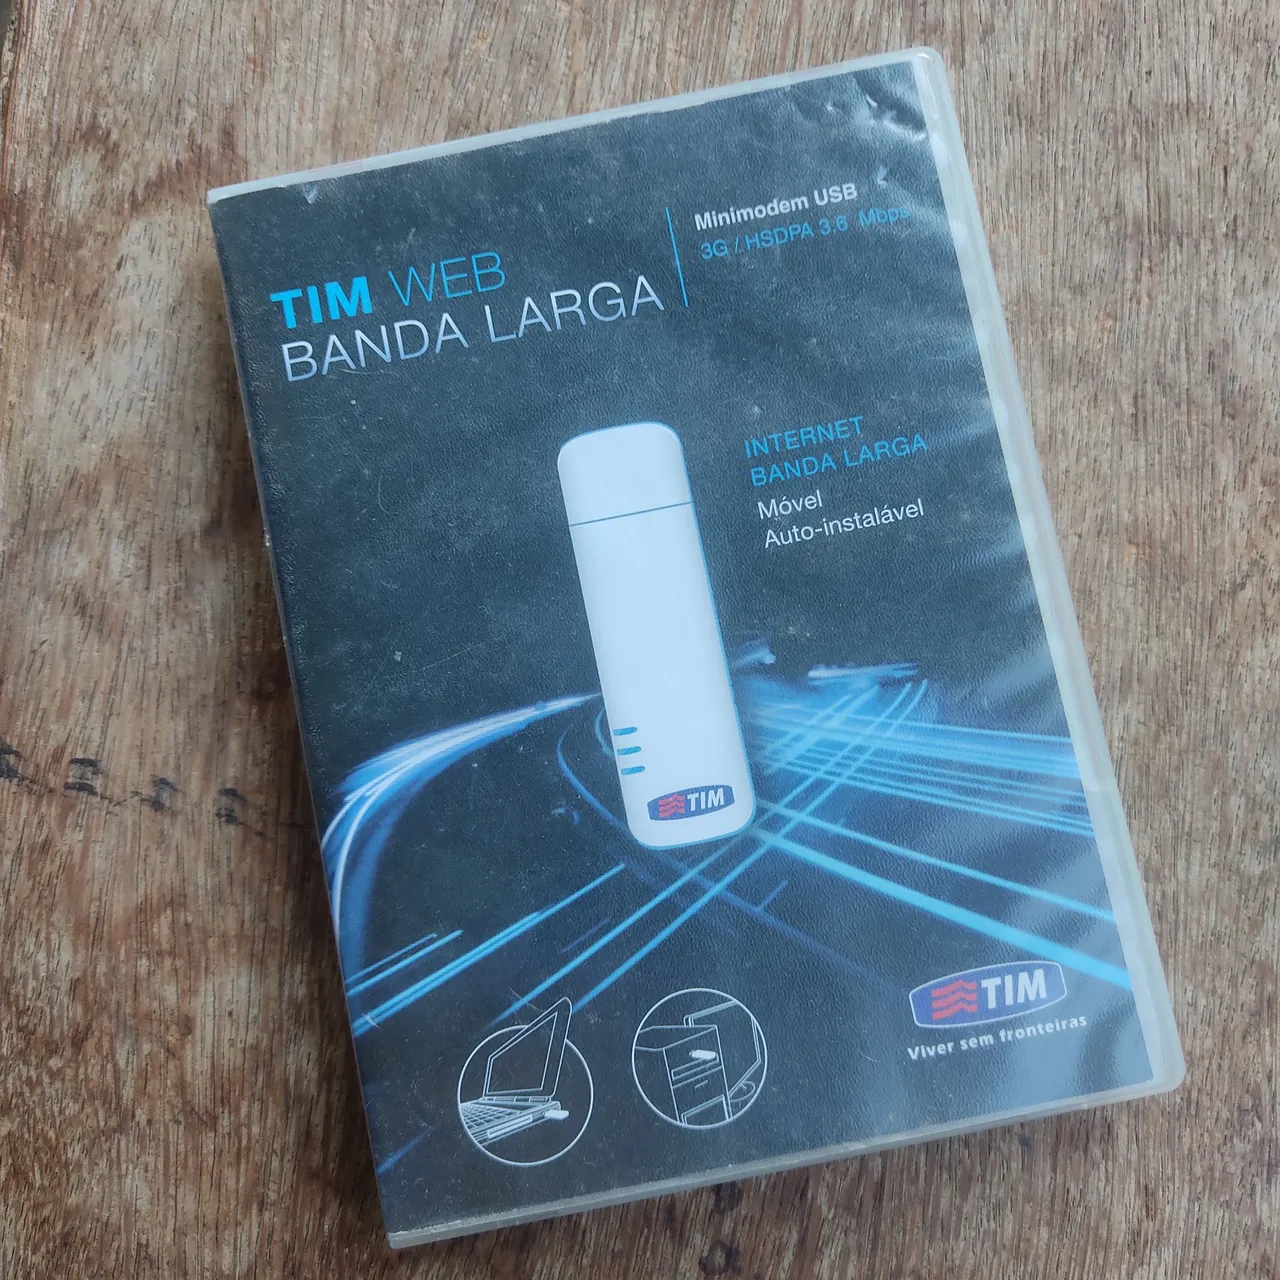 TIM WEB
BANDA LARGA
Minimodem USB
3G / HSDPA 3.6 Mbps
INTERNET
BANDA LARGA
Móvel
Auto-instalável
TIM
TIM
Viver sem fronteiras